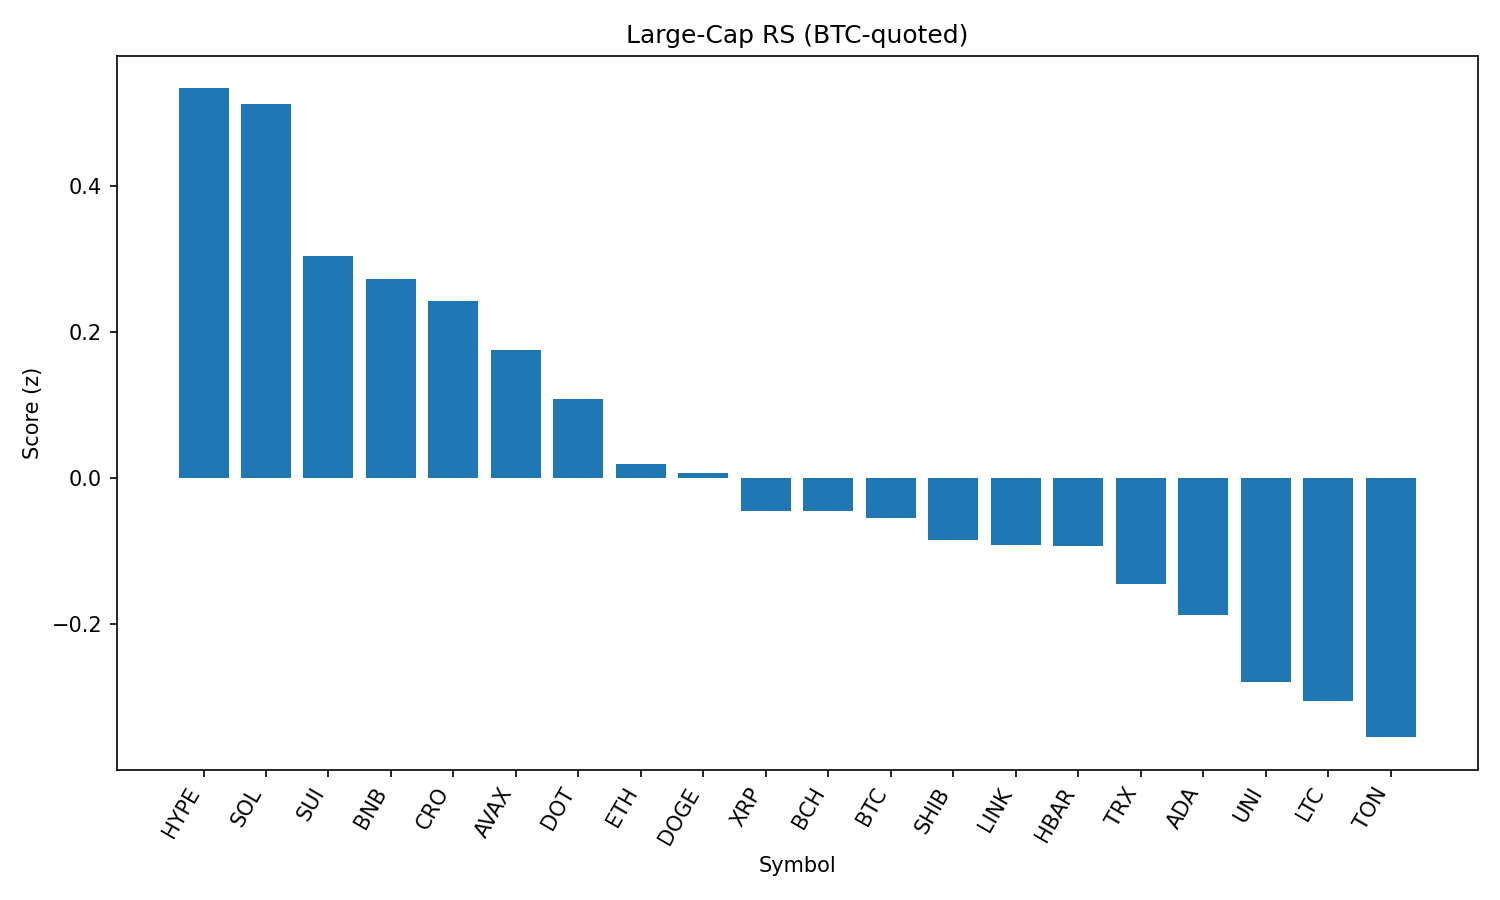 Large-Cap RS (BTC-quoted)
Score (z)
0.4
0.2
0.0
−0.2
HYPE
SOL
SUI
BNB
CRO
AVAX
DOT
ETH
DOGE
XRP
BCH
BTC
SHIB
LINK
HBAR
TRX
ADA
UNI
LTC
TON
Symbol